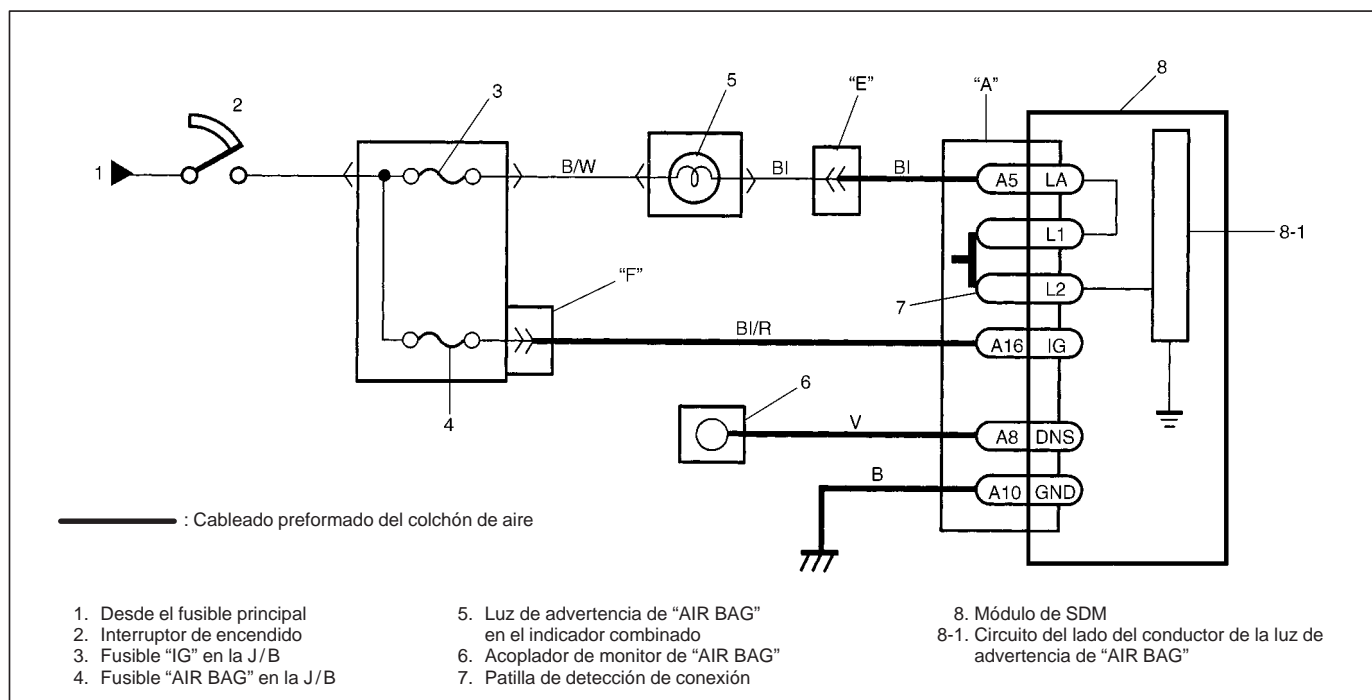 2
3
5
"E"
"A"
8
1
B/W
BI
BI
A5 LA
L1
8-1
"F"
7
L2
BI/R
A16 IG
4
6
V
A8 DNS
B
A10 GND
: Cableado preformado del colchón de aire
1. Desde el fusible principal
2. Interruptor de encendido
3. Fusible “IG” en la J/B
4. Fusible “AIR BAG” en la J/B
5. Luz de advertencia de “AIR BAG”
en el indicador combinado
6. Acoplador de monitor de “AIR BAG”
7. Patilla de detección de conexión
8. Módulo de SDM
8-1. Circuito del lado del conductor de la luz de
advertencia de “AIR BAG”